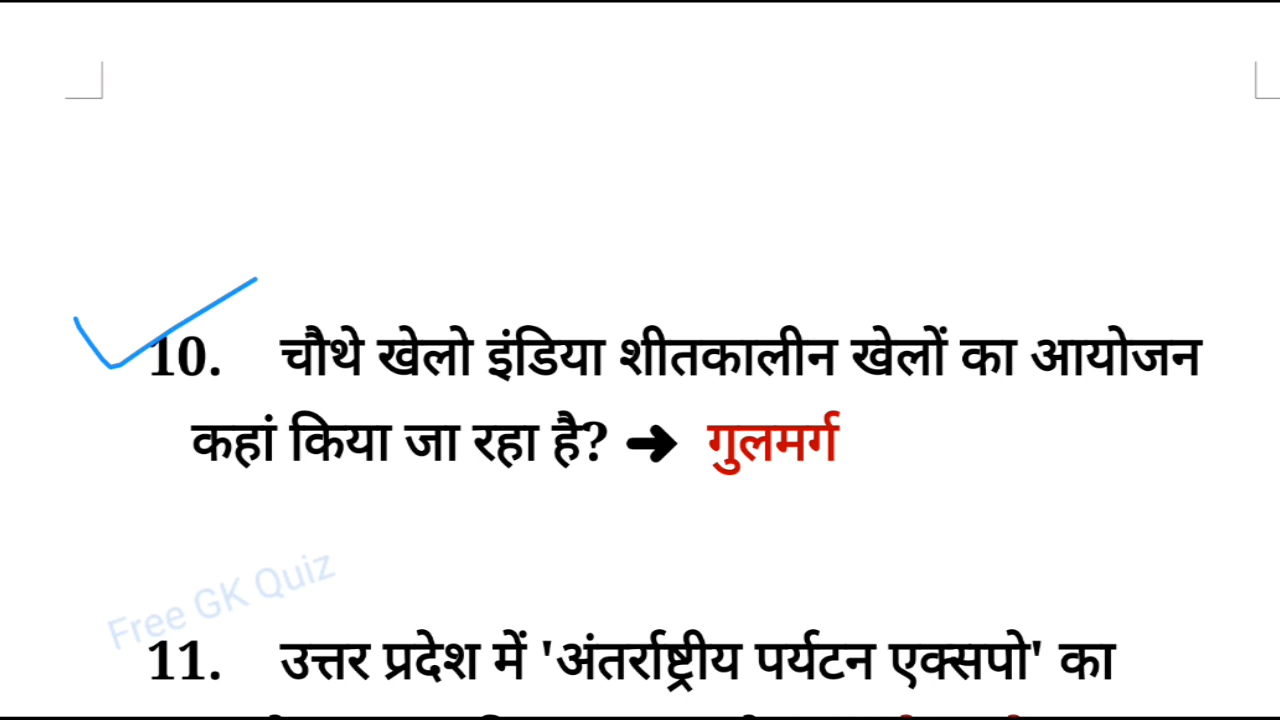 10. चौथे खेलो इंडिया शीतकालीन खेलों का आयोजन
कहां किया जा रहा है? ➜ गुलमर्ग
Free GK Quiz
11. उत्तर प्रदेश में 'अंतर्राष्ट्रीय पर्यटन एक्सपो' का